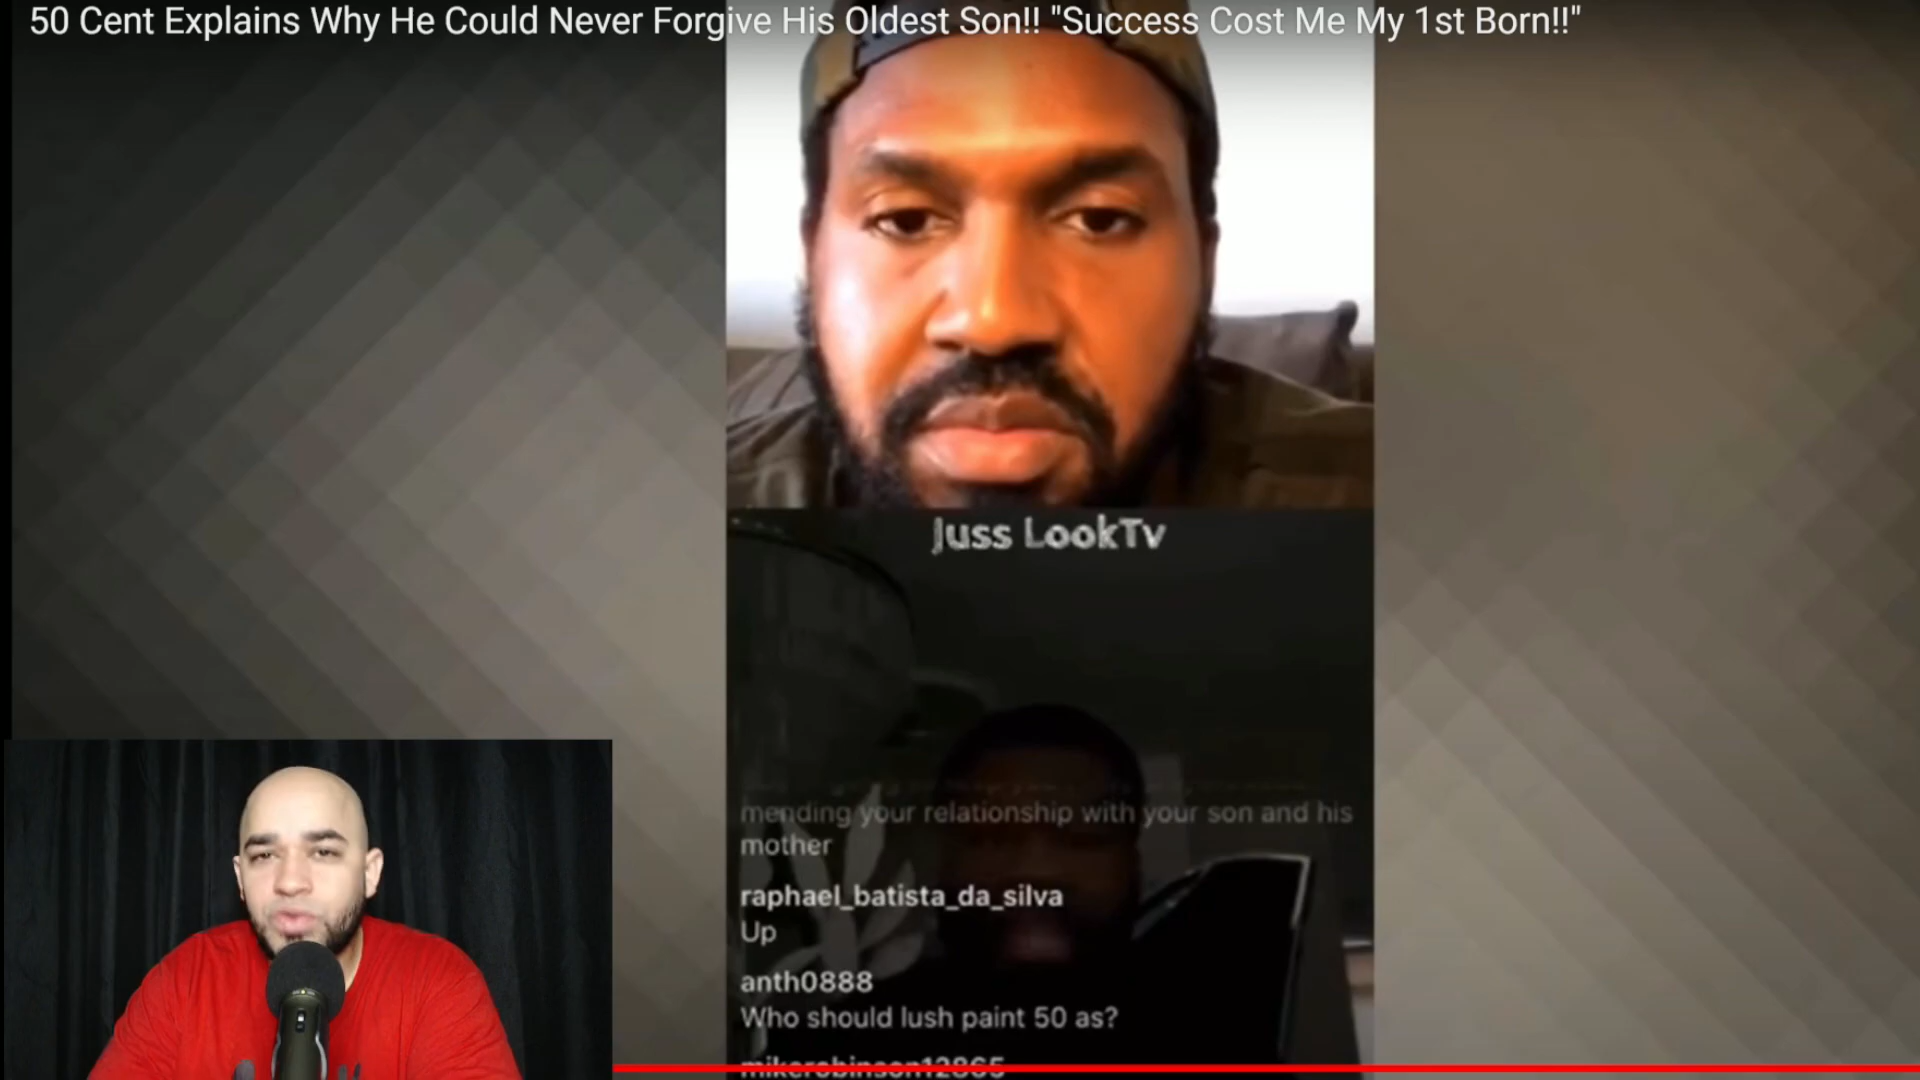 50 Cent Explains Why He Could Never Forgive His Oldest Son!! "Success Cost Me My 1st Born!!"
Juss LookTv
mending your relationship with your son and his
mother
raphael_batista_da_silva
Up
anth0888
Who should lush paint 50 as?
mikerobinson12865